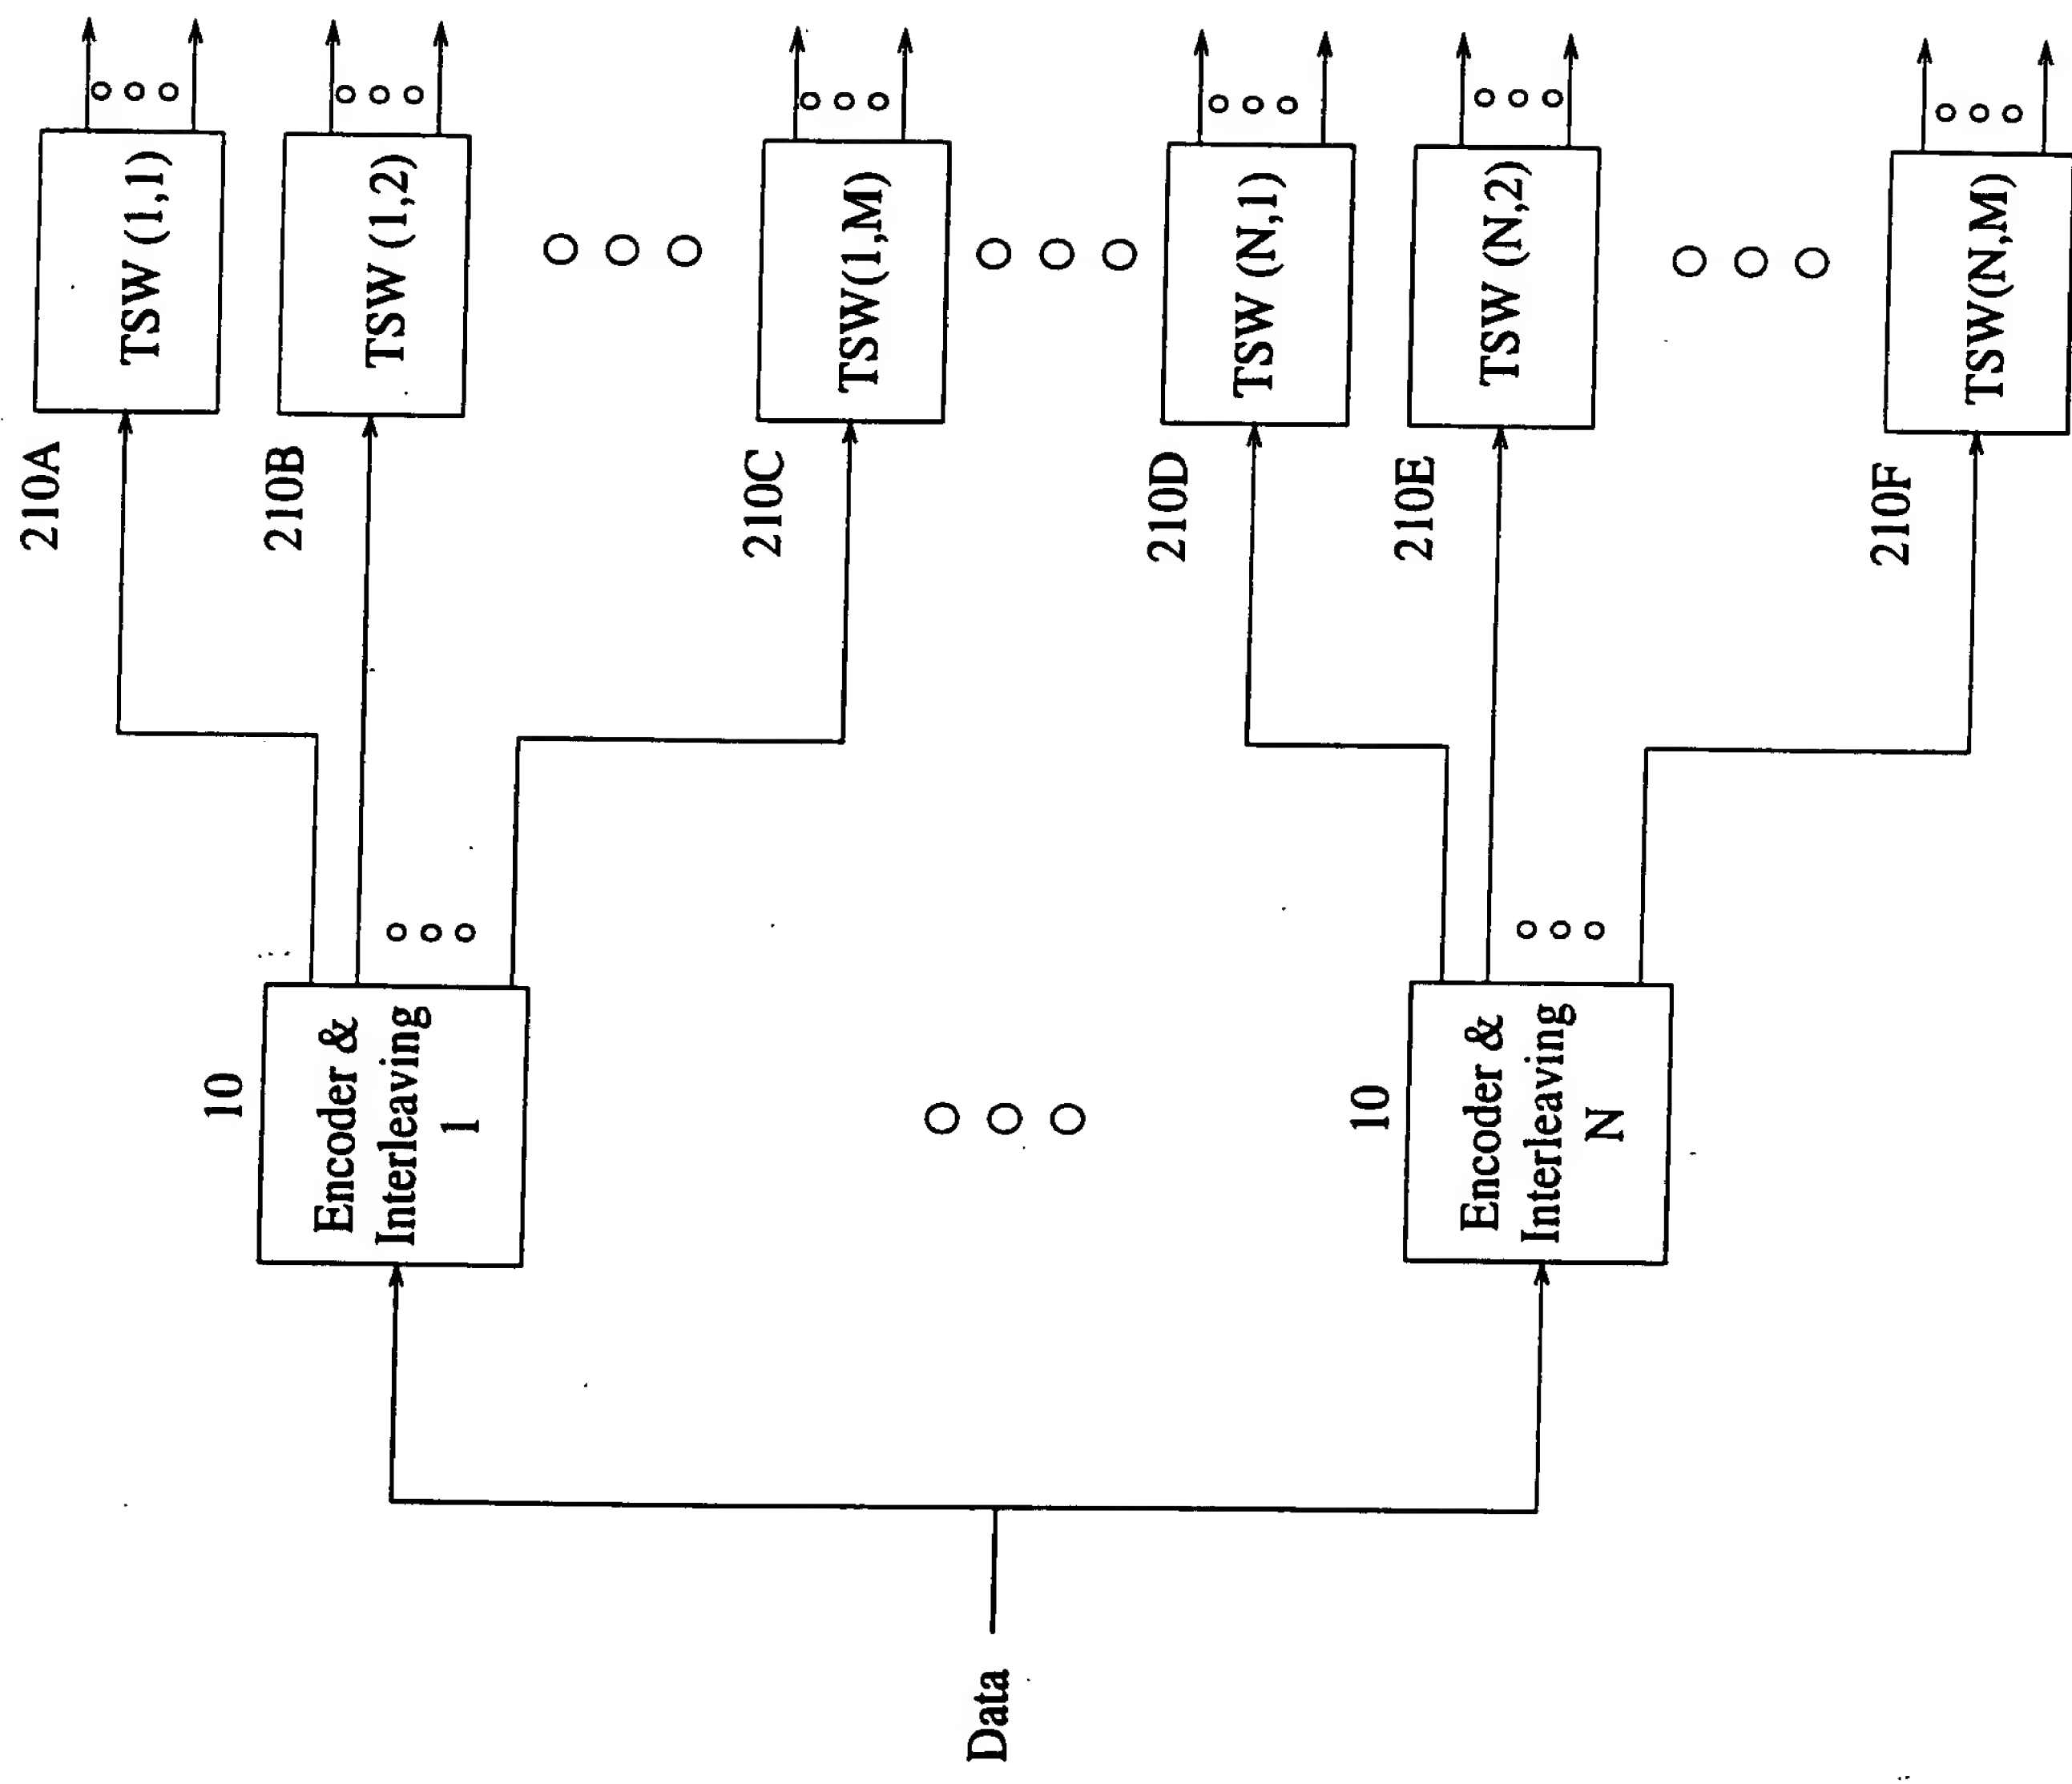 210A
TSW (1,1)
210B
TSW (1,2)
210C
TSW(1,M)
210D
TSW (N,1)
210E
TSW (N,2)
210F
TSW(N,M)
10
Encoder &
Interleaving
1
10
Encoder &
Interleaving
N
Data